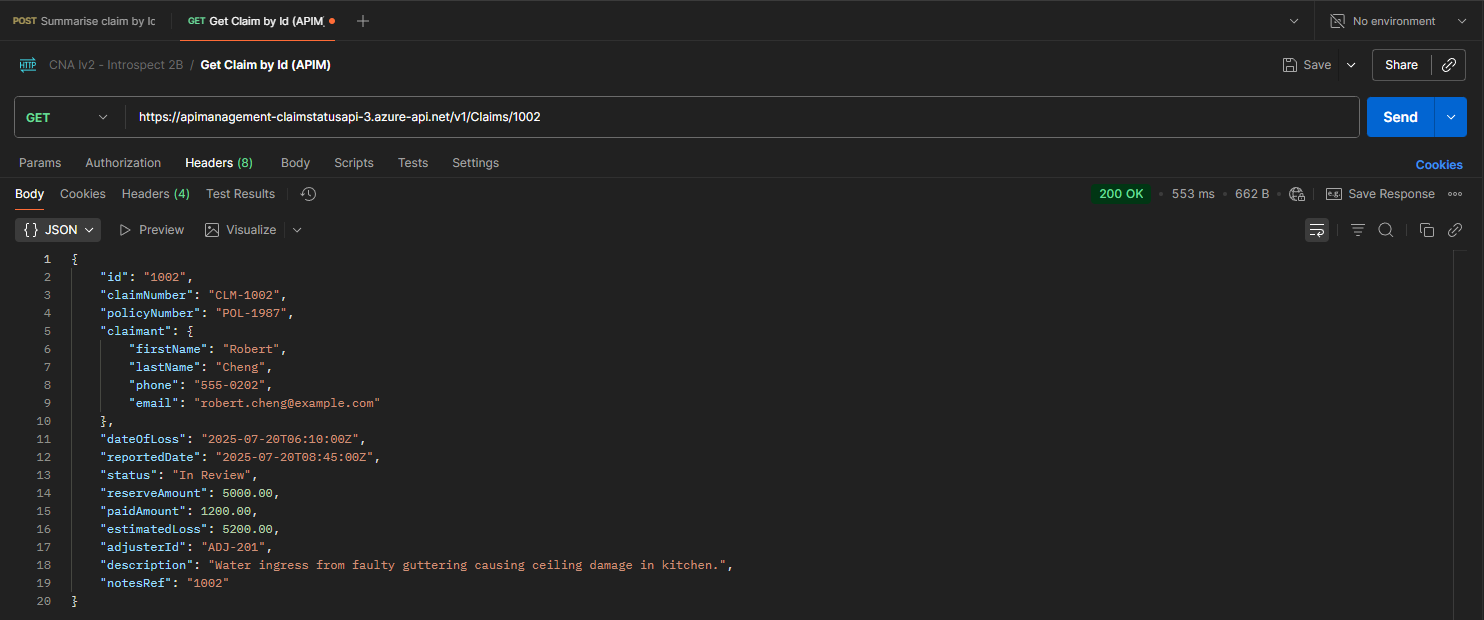 POST Summarise claim by Ic
GET Get Claim by Id (APIM)
No environment
HTTP CNA lv2 - Introspect 2B / Get Claim by Id (APIM)
Save
Share
GET
https://apimanagement-claimstatusapi-3.azure-api.net/v1/Claims/1002
Send
Params Authorization Headers (8) Body Scripts Tests Settings
Cookies
Body Cookies Headers (4) Test Results
200 OK • 553 ms • 662 B •
e.g. Save Response
{} JSON Preview Visualize
1 {
2 "id": "1002",
3 "claimNumber": "CLM-1002",
4 "policyNumber": "POL-1987",
5 "claimant": {
6 "firstName": "Robert",
7 "lastName": "Cheng",
8 "phone": "555-0202",
9 "email": "robert.cheng@example.com"
10 },
11 "dateOfLoss": "2025-07-20T06:10:00Z",
12 "reportedDate": "2025-07-20T08:45:00Z",
13 "status": "In Review",
14 "reserveAmount": 5000.00,
15 "paidAmount": 1200.00,
16 "estimatedLoss": 5200.00,
17 "adjusterId": "ADJ-201",
18 "description": "Water ingress from faulty guttering causing ceiling damage in kitchen.",
19 "notesRef": "1002"
20 }